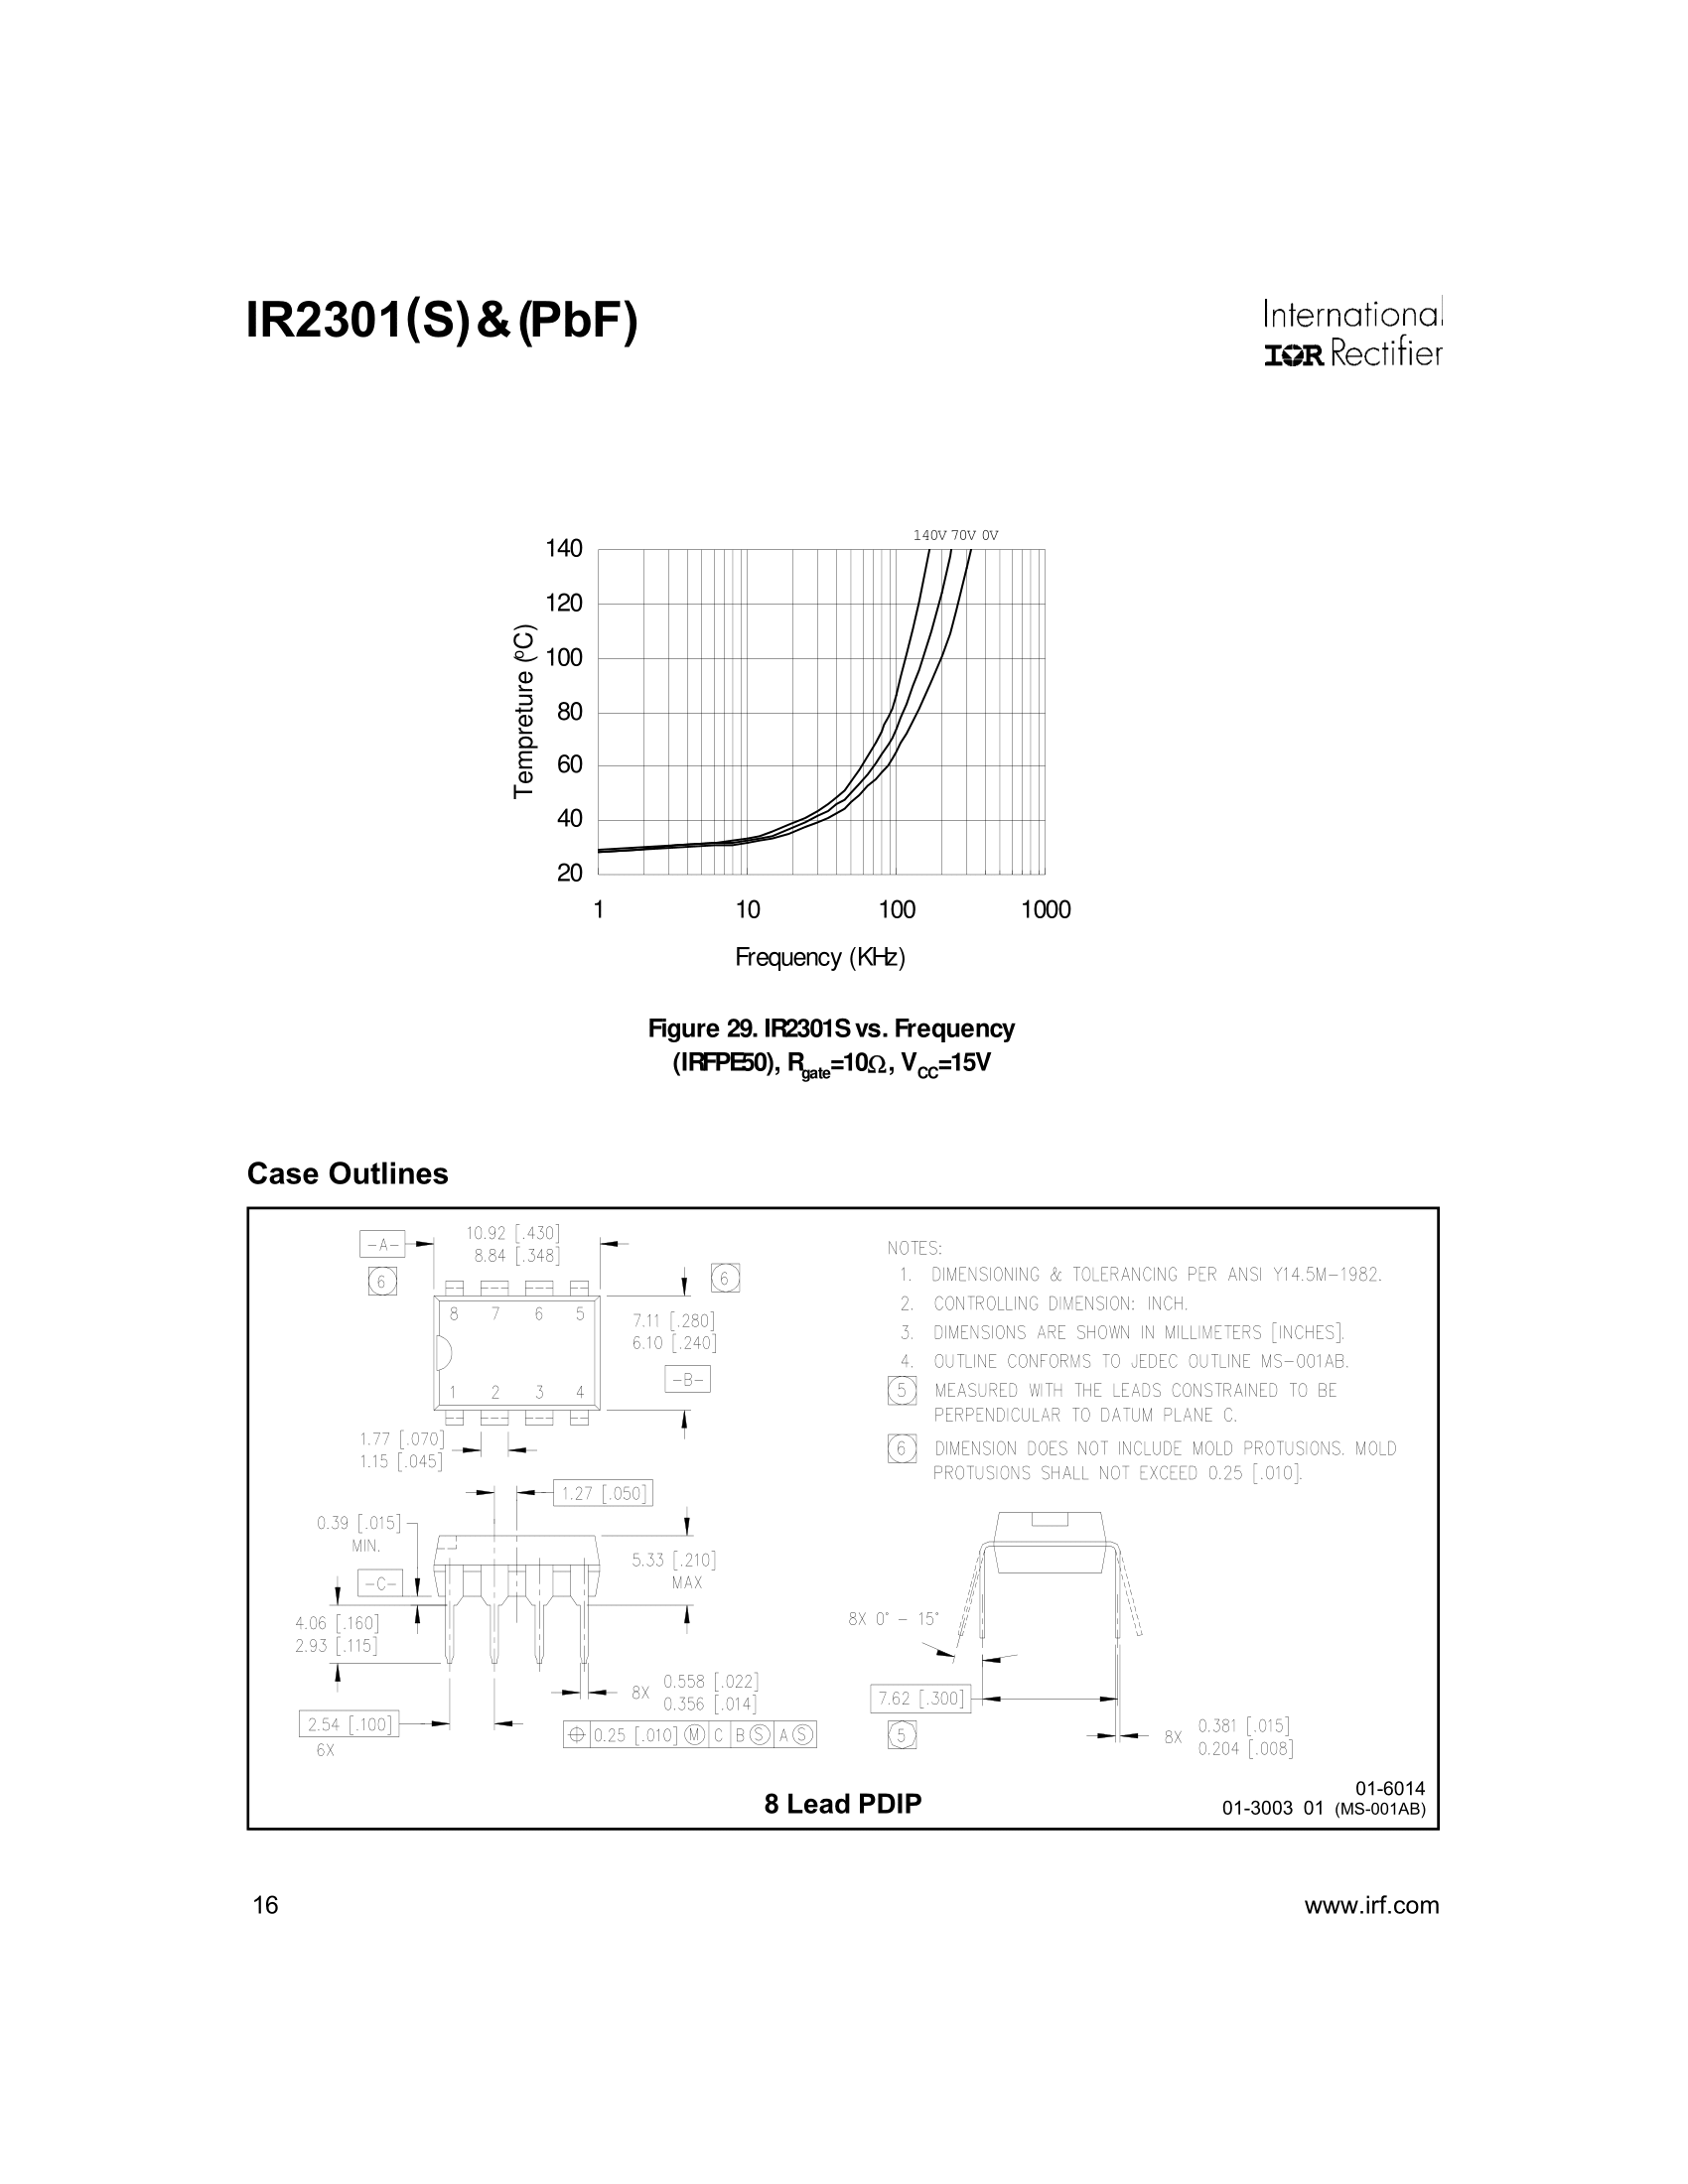 IR2301(S)&(PbF)
International
IOR Rectifier
140V 70V 0V
140
120
100
80
60
40
20
Tempreture (ºC)
1 10 100 1000
Frequency (KHz)
Figure 29. IR2301S vs. Frequency
(IRFPE50), Rgate=10Ω, VCC=15V
Case Outlines
-A-
6
10.92 [.430]
8.84 [.348]
6
8 7 6 5
1 2 3 4
7.11 [.280]
6.10 [.240]
-B-
1.77 [.070]
1.15 [.045]
1.27 [.050]
0.39 [.015]
MIN.
-C-
5.33 [.210]
MAX
4.06 [.160]
2.93 [.115]
2.54 [.100]
6X
8X 0.558 [.022]
0.356 [.014]
⌖ 0.25 [.010] Ⓜ C B Ⓢ A Ⓢ
NOTES:
1. DIMENSIONING & TOLERANCING PER ANSI Y14.5M-1982.
2. CONTROLLING DIMENSION: INCH.
3. DIMENSIONS ARE SHOWN IN MILLIMETERS [INCHES].
4. OUTLINE CONFORMS TO JEDEC OUTLINE MS-001AB.
5 MEASURED WITH THE LEADS CONSTRAINED TO BE
PERPENDICULAR TO DATUM PLANE C.
6 DIMENSION DOES NOT INCLUDE MOLD PROTUSIONS. MOLD
PROTUSIONS SHALL NOT EXCEED 0.25 [.010].
8X 0° - 15°
7.62 [.300]
5
8X 0.381 [.015]
0.204 [.008]
8 Lead PDIP
01-6014
01-3003 01 (MS-001AB)
16
www.irf.com